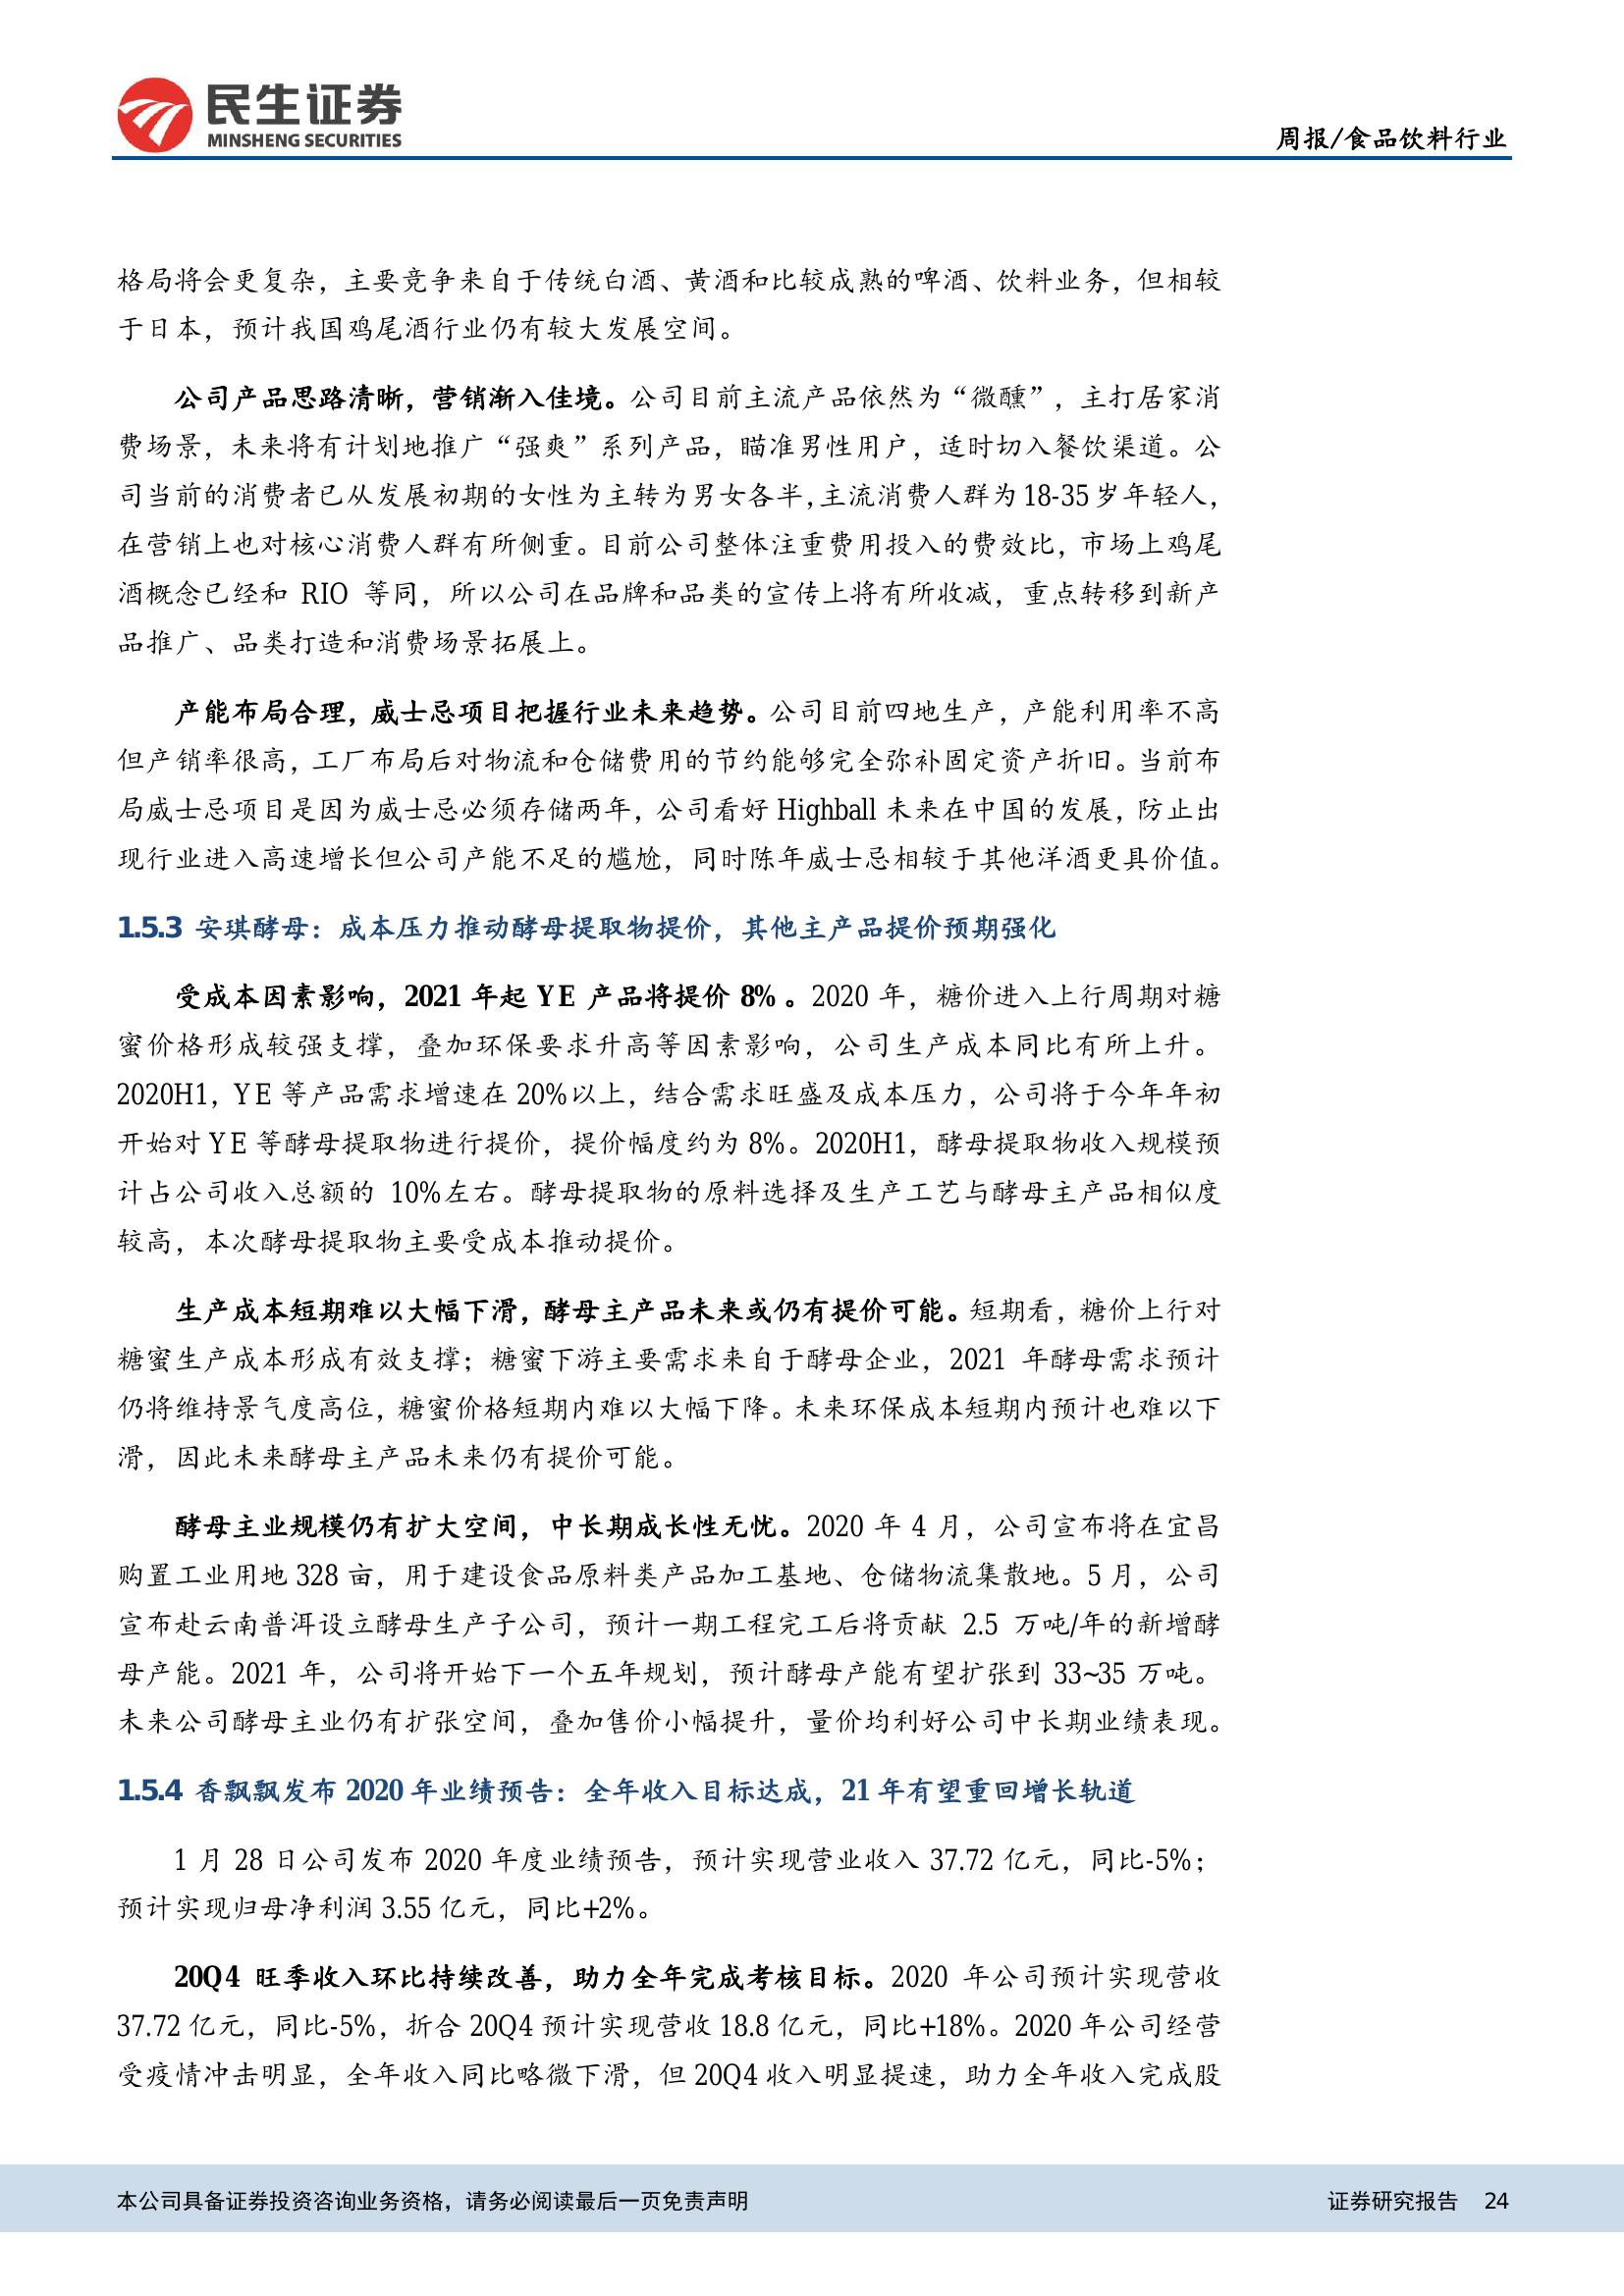 民生证券
MINSHENG SECURITIES
周报/食品饮料行业
格局将会更复杂，主要竞争来自于传统白酒、黄酒和比较成熟的啤酒、饮料业务，但相较
于日本，预计我国鸡尾酒行业仍有较大发展空间。
公司产品思路清晰，营销渐入佳境。公司目前主流产品依然为“微醺”，主打居家消
费场景，未来将有计划地推广“强爽”系列产品，瞄准男性用户，适时切入餐饮渠道。公
司当前的消费者已从发展初期的女性为主转为男女各半，主流消费人群为 18-35 岁年轻人，
在营销上也对核心消费人群有所侧重。目前公司整体注重费用投入的费效比，市场上鸡尾
酒概念已经和 RIO 等同，所以公司在品牌和品类的宣传上将有所收减，重点转移到新产
品推广、品类打造和消费场景拓展上。
产能布局合理，威士忌项目把握行业未来趋势。公司目前四地生产，产能利用率不高
但产销率很高，工厂布局后对物流和仓储费用的节约能够完全弥补固定资产折旧。当前布
局威士忌项目是因为威士忌必须存储两年，公司看好 Highball 未来在中国的发展，防止出
现行业进入高速增长但公司产能不足的尴尬，同时陈年威士忌相较于其他洋酒更具价值。
1.5.3 安琪酵母：成本压力推动酵母提取物提价，其他主产品提价预期强化
受成本因素影响，2021 年起 YE 产品将提价 8%。2020 年，糖价进入上行周期对糖
蜜价格形成较强支撑，叠加环保要求升高等因素影响，公司生产成本同比有所上升。
2020H1，YE 等产品需求增速在 20%以上，结合需求旺盛及成本压力，公司将于今年年初
开始对 YE 等酵母提取物进行提价，提价幅度约为 8%。2020H1，酵母提取物收入规模预
计占公司收入总额的 10%左右。酵母提取物的原料选择及生产工艺与酵母主产品相似度
较高，本次酵母提取物主要受成本推动提价。
生产成本短期难以大幅下滑，酵母主产品未来或仍有提价可能。短期看，糖价上行对
糖蜜生产成本形成有效支撑；糖蜜下游主要需求来自于酵母企业，2021 年酵母需求预计
仍将维持景气度高位，糖蜜价格短期内难以大幅下降。未来环保成本短期内预计也难以下
滑，因此未来酵母主产品未来仍有提价可能。
酵母主业规模仍有扩大空间，中长期成长性无忧。2020 年 4 月，公司宣布将在宜昌
购置工业用地 328 亩，用于建设食品原料类产品加工基地、仓储物流集散地。5 月，公司
宣布赴云南普洱设立酵母生产子公司，预计一期工程完工后将贡献 2.5 万吨/年的新增酵
母产能。2021 年，公司将开始下一个五年规划，预计酵母产能有望扩张到 33~35 万吨。
未来公司酵母主业仍有扩张空间，叠加售价小幅提升，量价均利好公司中长期业绩表现。
1.5.4 香飘飘发布 2020 年业绩预告：全年收入目标达成，21 年有望重回增长轨道
1 月 28 日公司发布 2020 年度业绩预告，预计实现营业收入 37.72 亿元，同比-5%；
预计实现归母净利润 3.55 亿元，同比+2%。
20Q4 旺季收入环比持续改善，助力全年完成考核目标。2020 年公司预计实现营收
37.72 亿元，同比-5%，折合 20Q4 预计实现营收 18.8 亿元，同比+18%。2020 年公司经营
受疫情冲击明显，全年收入同比略微下滑，但 20Q4 收入明显提速，助力全年收入完成股
本公司具备证券投资咨询业务资格，请务必阅读最后一页免责声明
证券研究报告 24